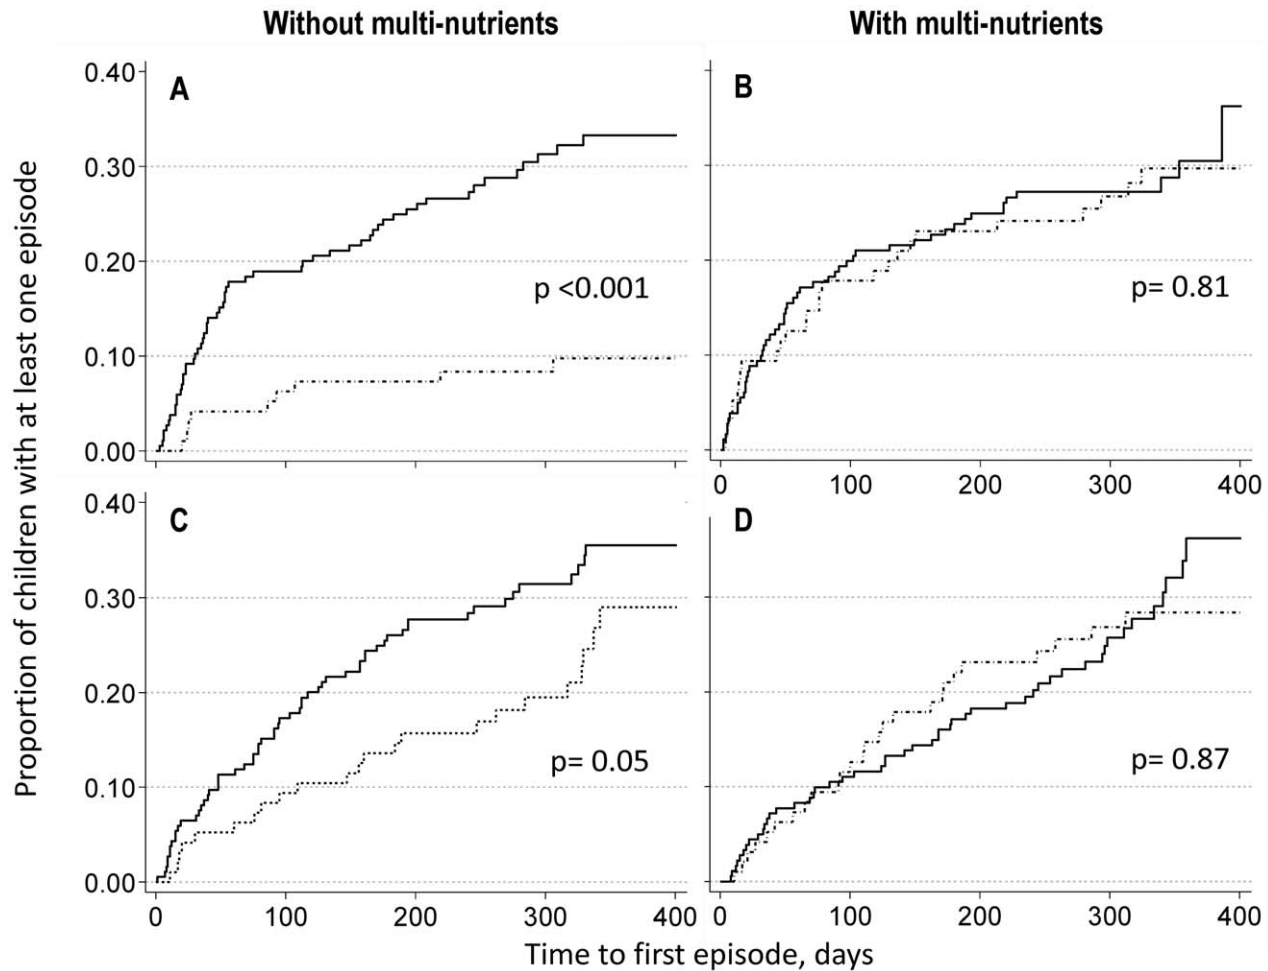 Without multi-nutrients
With multi-nutrients
Proportion of children with at least one episode
0.40
0.30
0.20
0.10
0.00
A
p <0.001
B
p= 0.81
0 100 200 300 400
0.40
0.30
0.20
0.10
0.00
C
p= 0.05
D
p= 0.87
0 100 200 300 400
0 100 200 300 400
Time to first episode, days